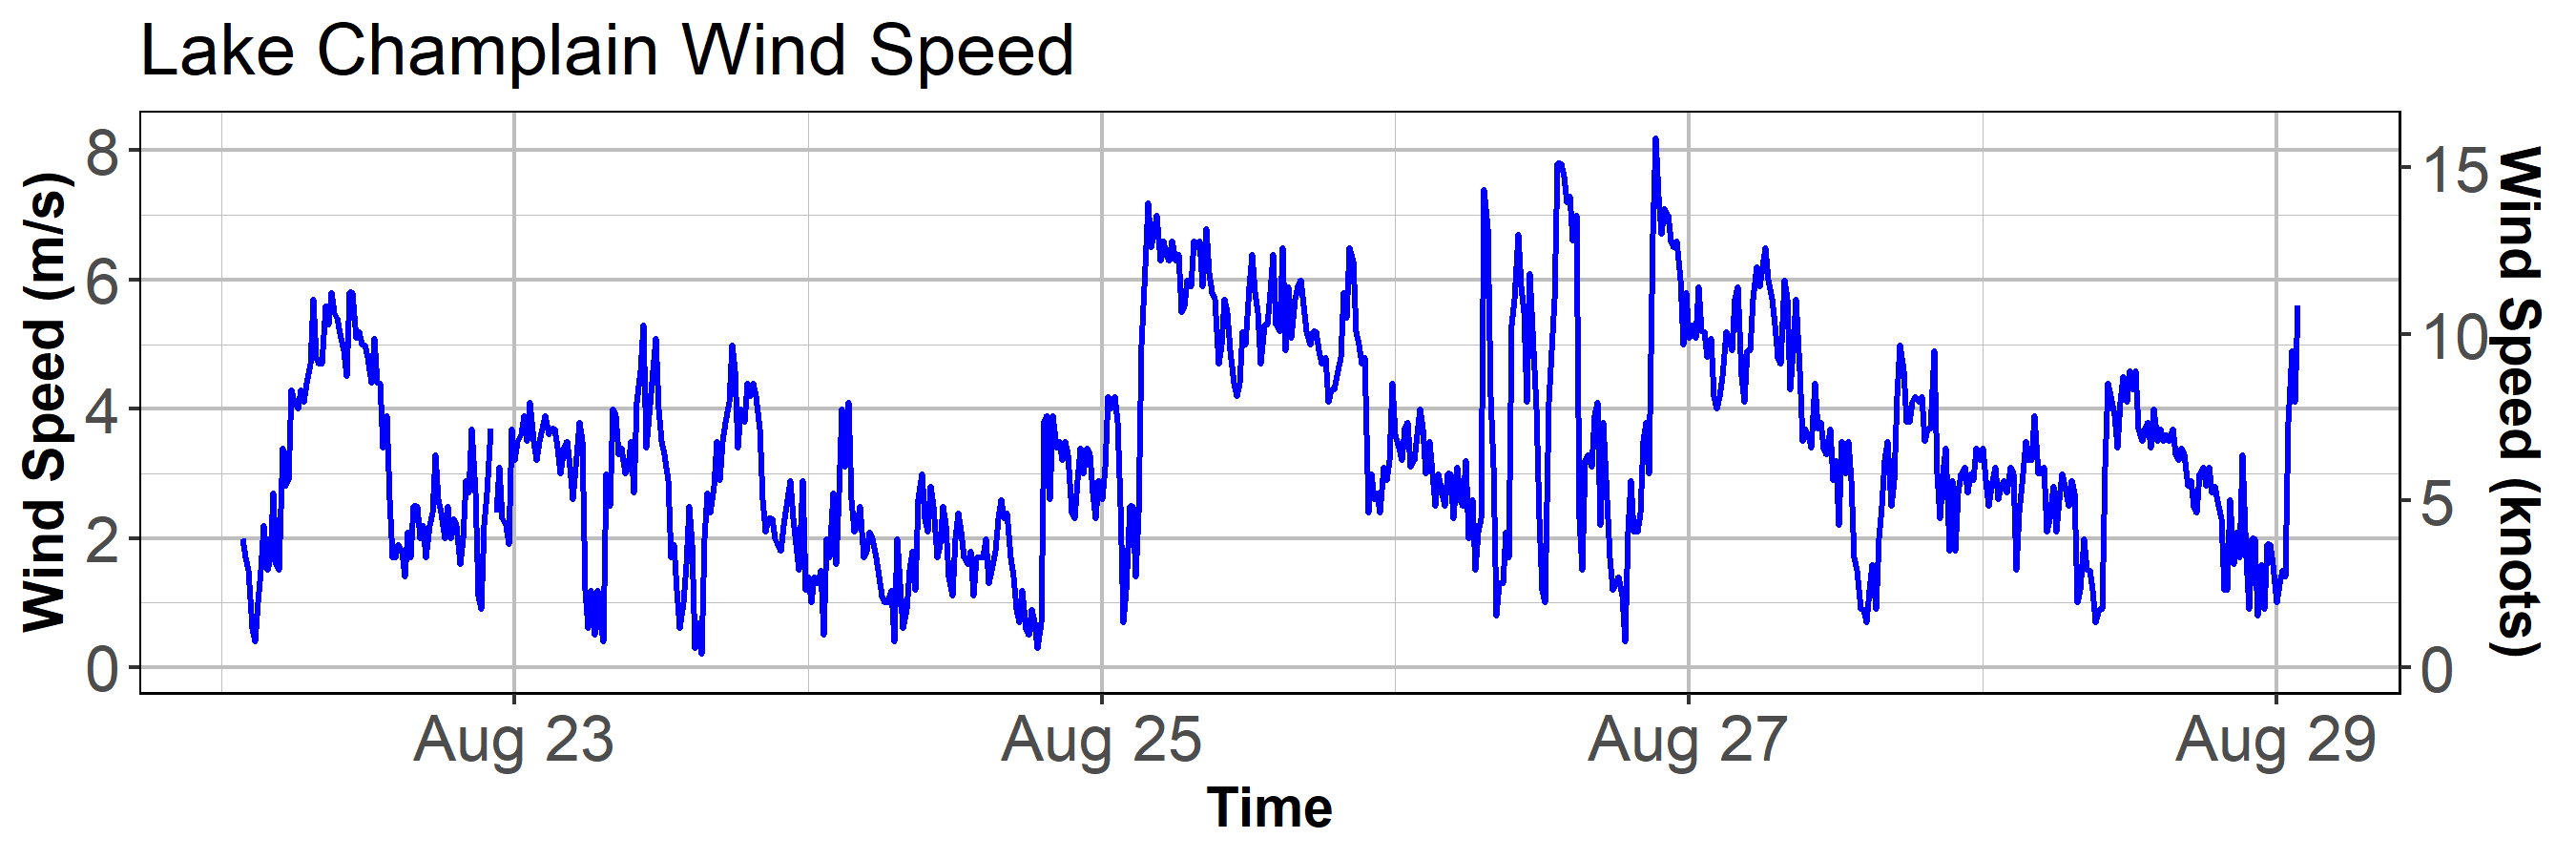 Lake Champlain Wind Speed
Wind Speed (m/s)
8
6
4
2
0
15
10
5
0
Wind Speed (knots)
Aug 23
Aug 25
Aug 27
Aug 29
Time